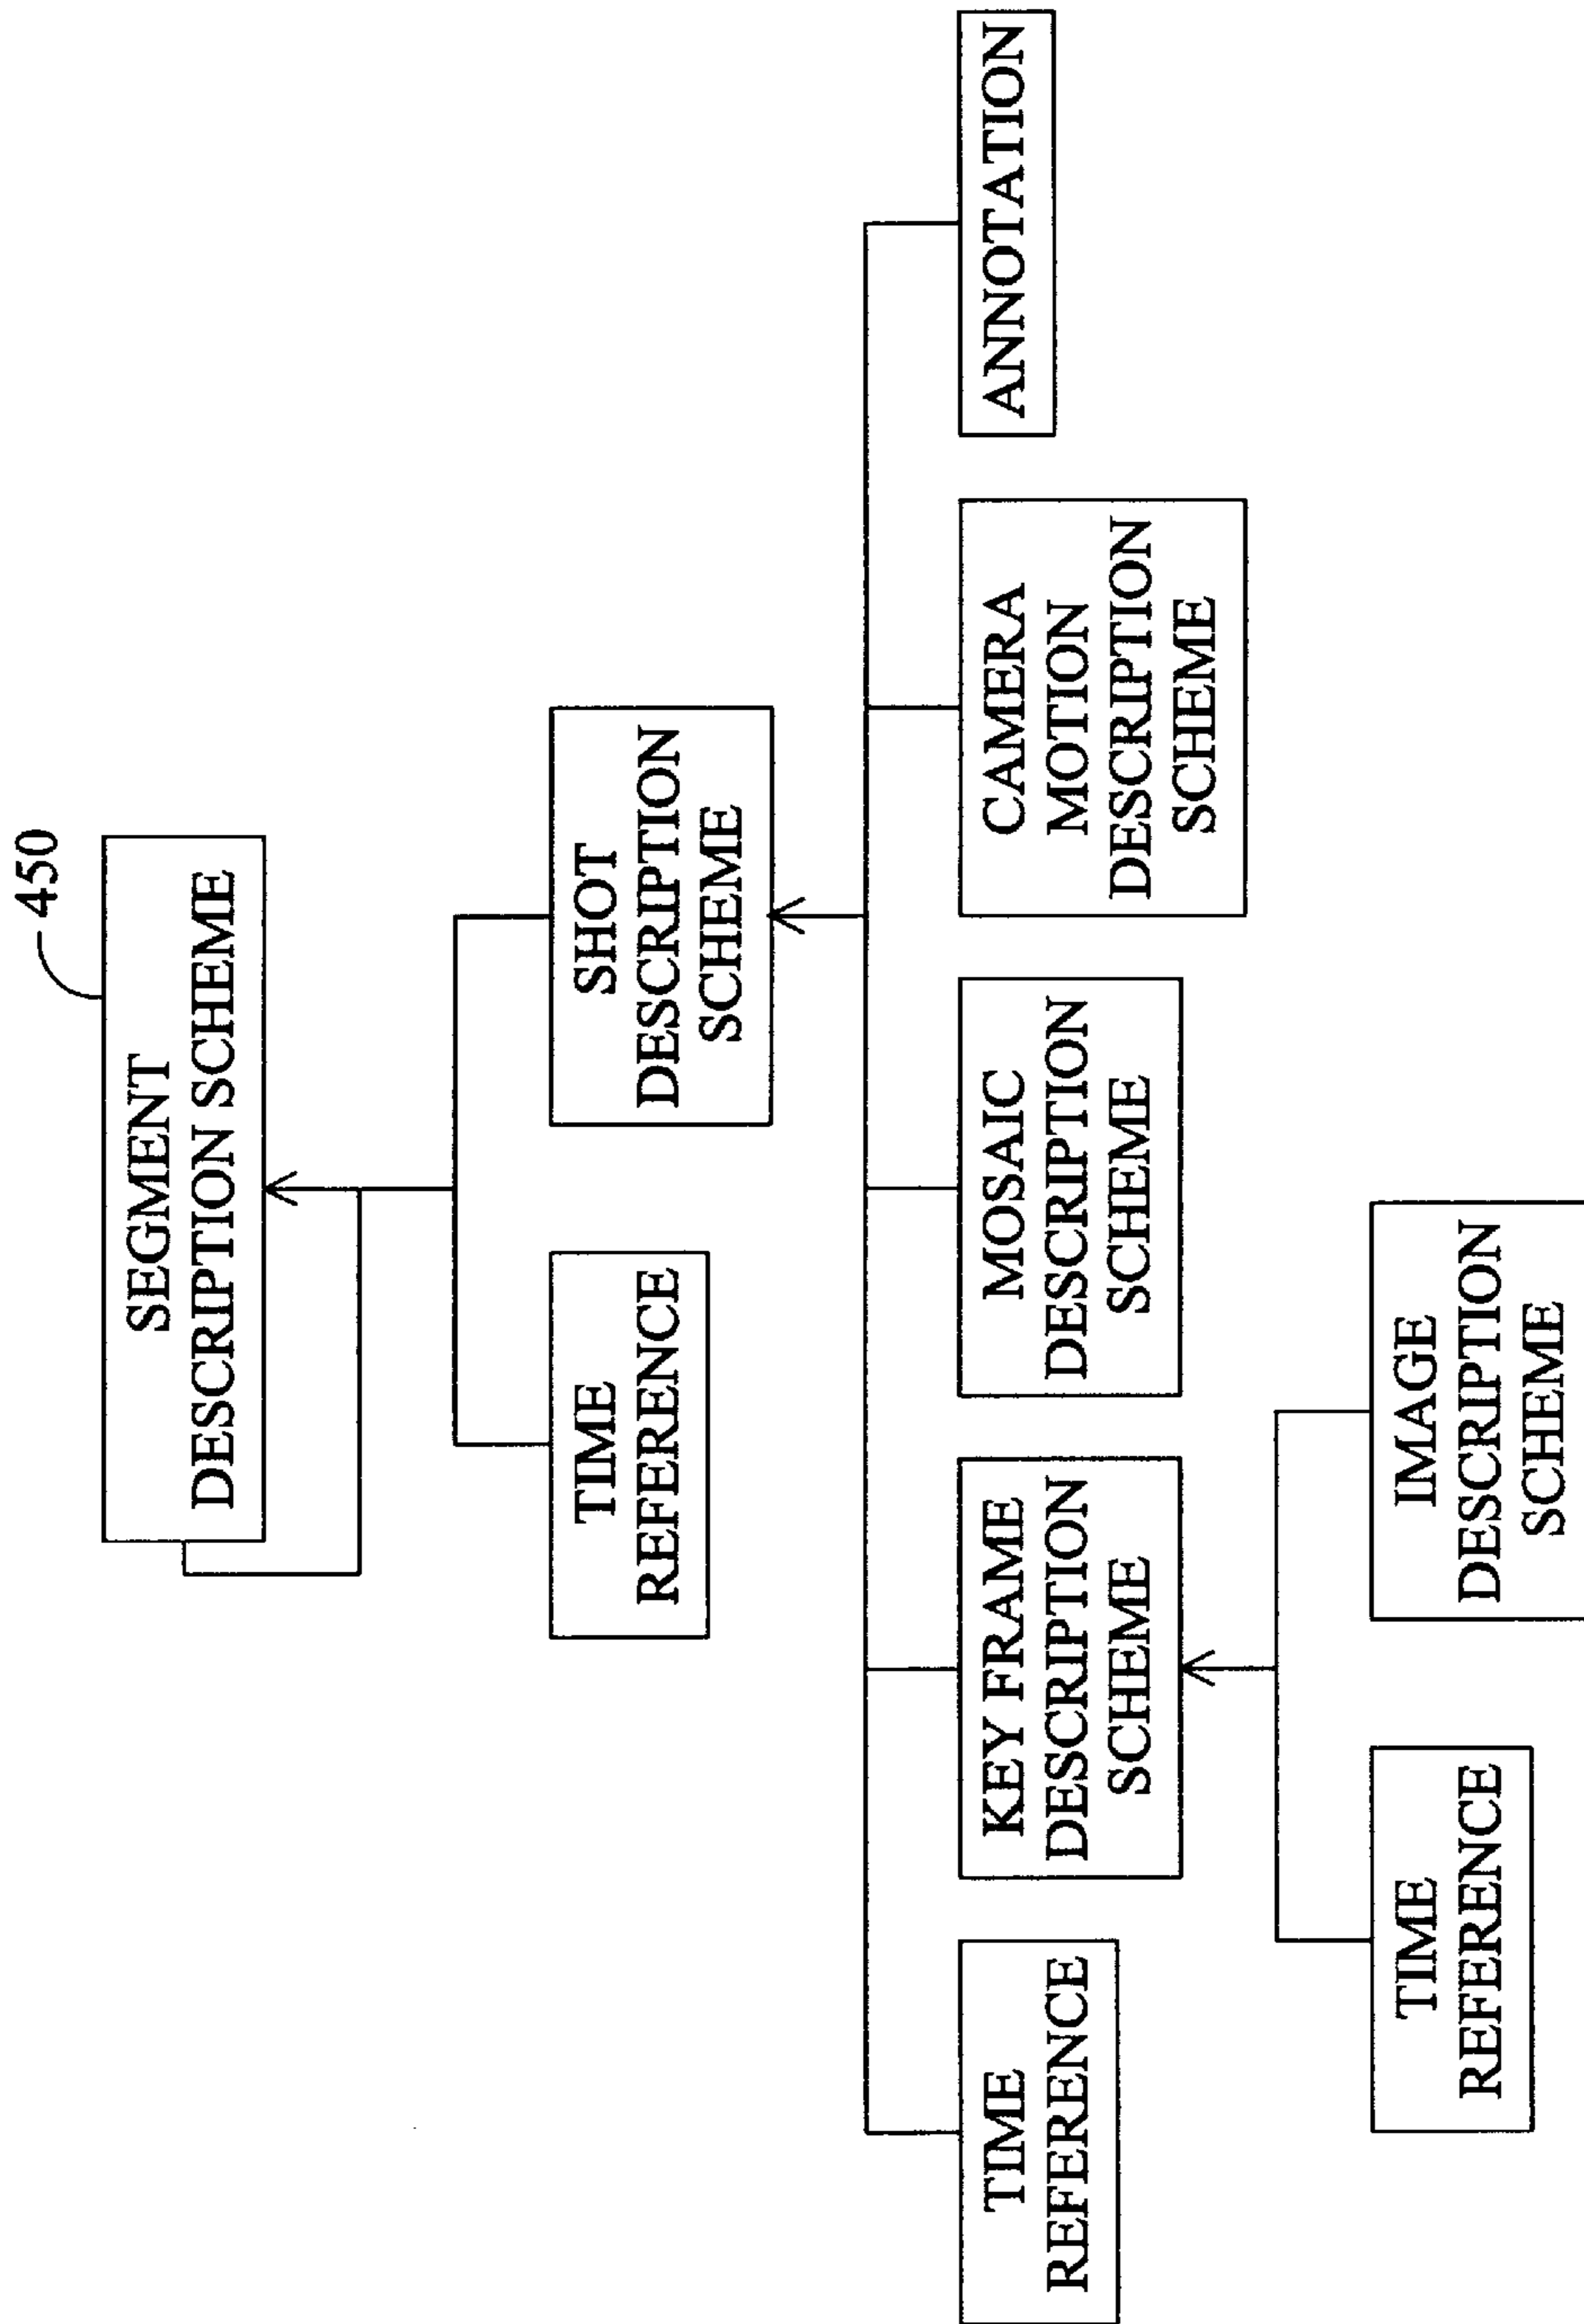 450
SEGMENT
DESCRIPTION SCHEME
TIME
REFERENCE
SHOT
DESCRIPTION
SCHEME
TIME
REFERENCE
KEY FRAME
DESCRIPTION
SCHEME
MOSAIC
DESCRIPTION
SCHEME
CAMERA
MOTION
DESCRIPTION
SCHEME
ANNOTATION
TIME
REFERENCE
IMAGE
DESCRIPTION
SCHEME